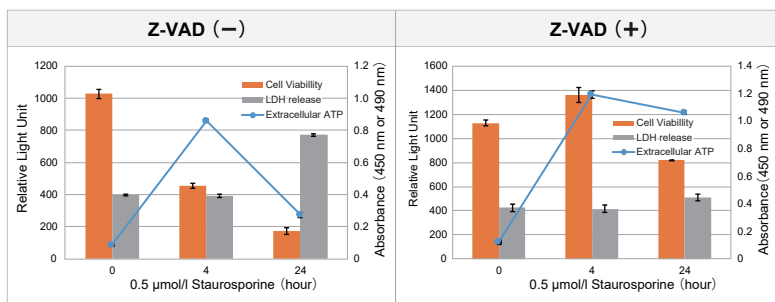 Z-VAD（－）
Z-VAD（＋）
1200
1000
800
600
400
200
0
Relative Light Unit
1.2
1.0
0.8
0.6
0.4
0.2
0
Absorbance（450 nm or 490 nm）
Cell Viabillity
LDH release
Extracellular ATP
0
4
24
0.5 μmol/l Staurosporine（hour）
1600
1400
1200
1000
800
600
400
200
0
Relative Light Unit
1.4
1.2
1.0
0.8
0.6
0.4
0.2
0
Absorbance（450 nm or 490 nm）
Cell Viabillity
LDH release
Extracellular ATP
0
4
24
0.5 μmol/l Staurosporine（hour）